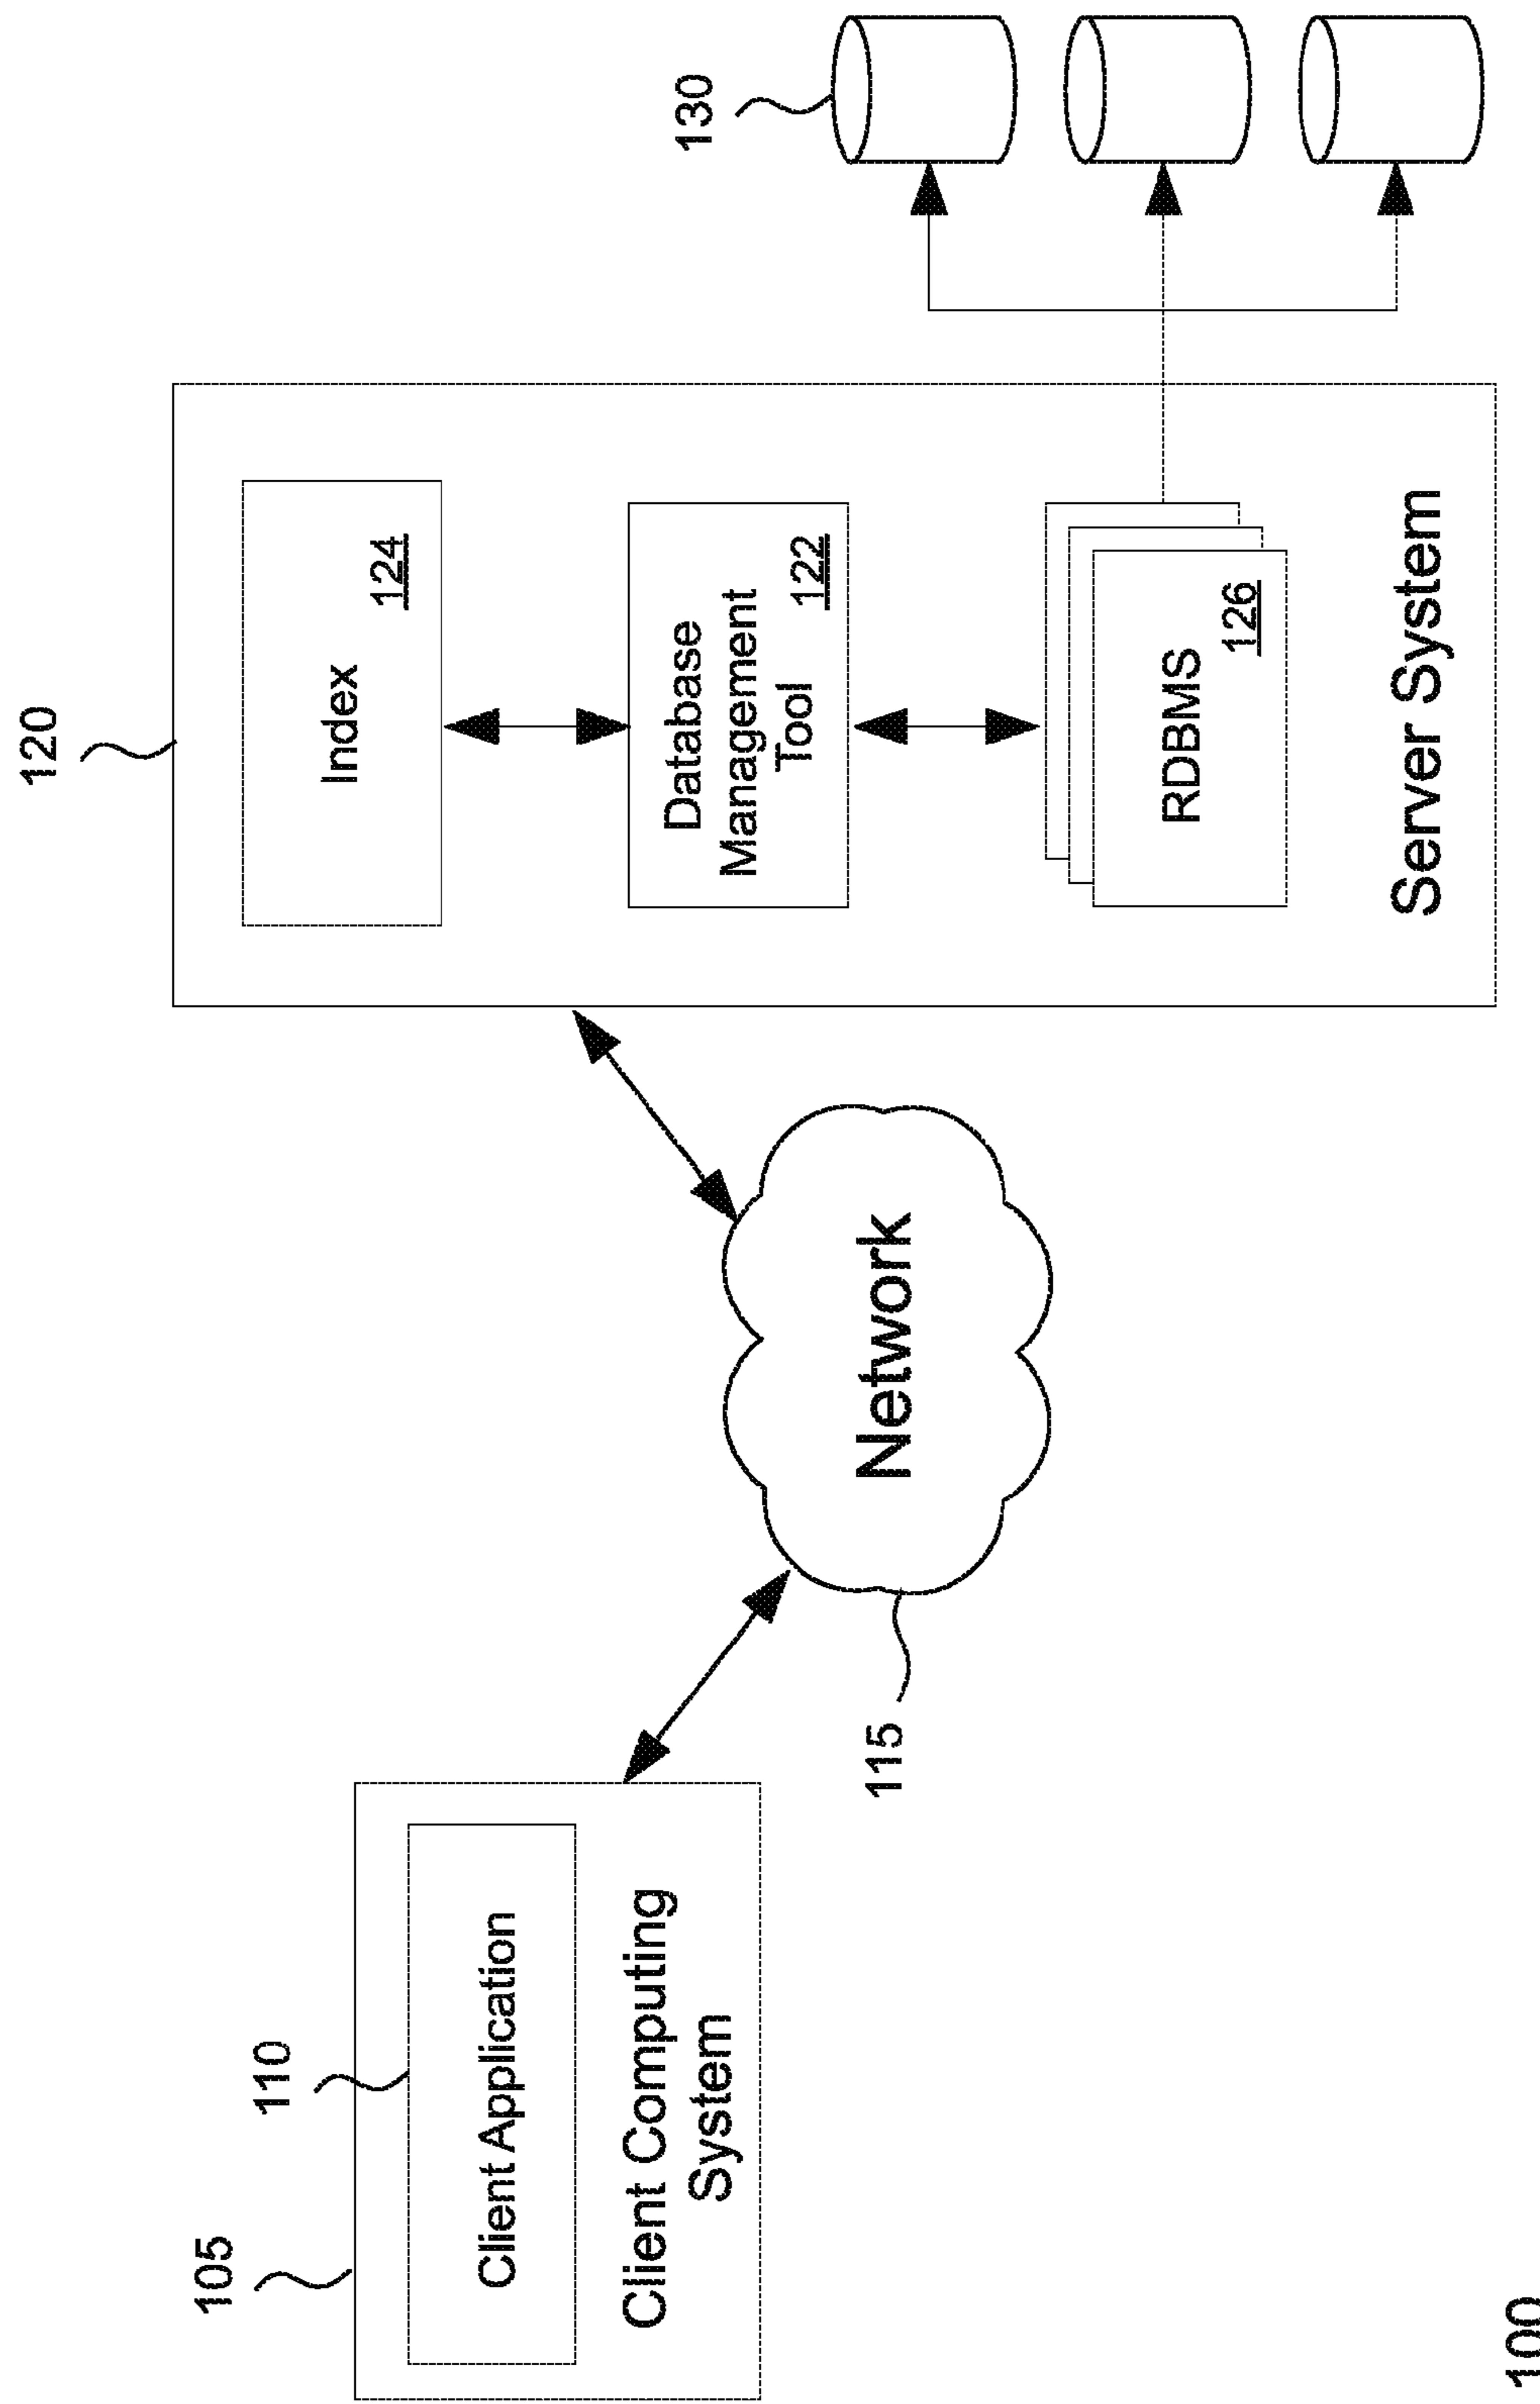 105
110
Client Application
Client Computing
System
115
Network
120
Index
124
Database
Management
Tool
122
RDBMS
126
Server System
130
100